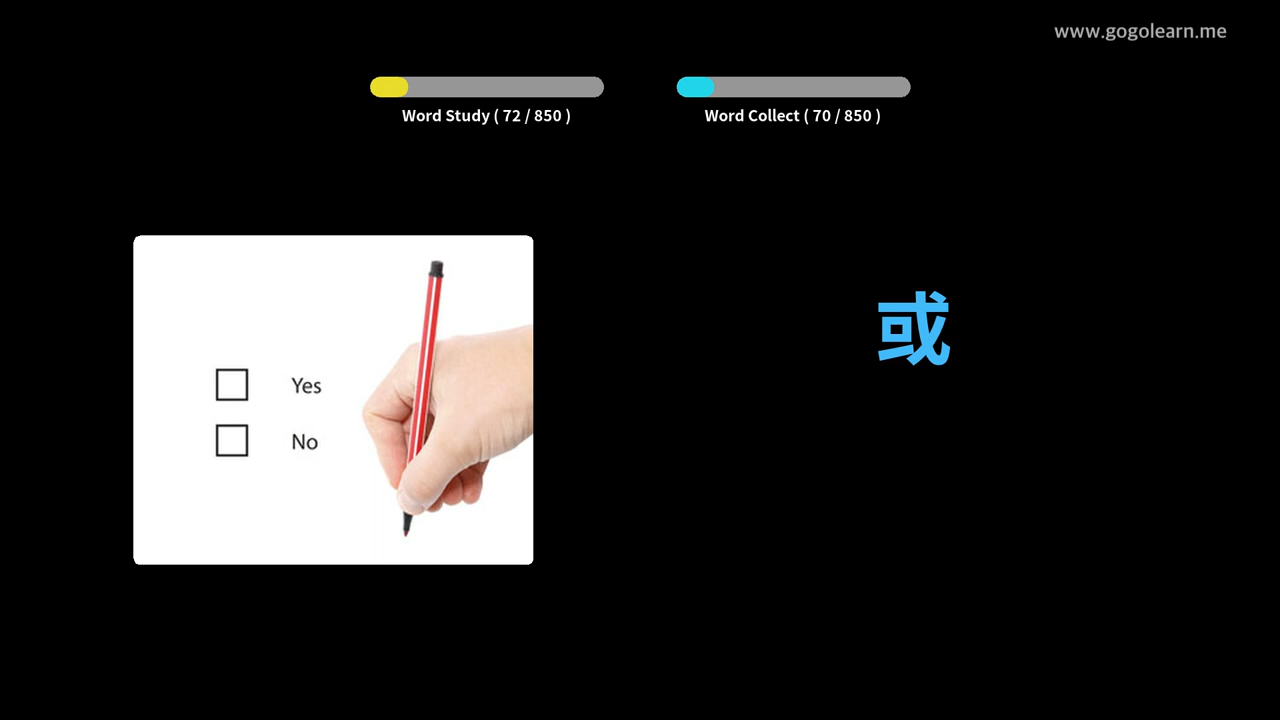 www.gogolearn.me
Word Study ( 72 / 850 )
Word Collect ( 70 / 850 )
Yes
No
或